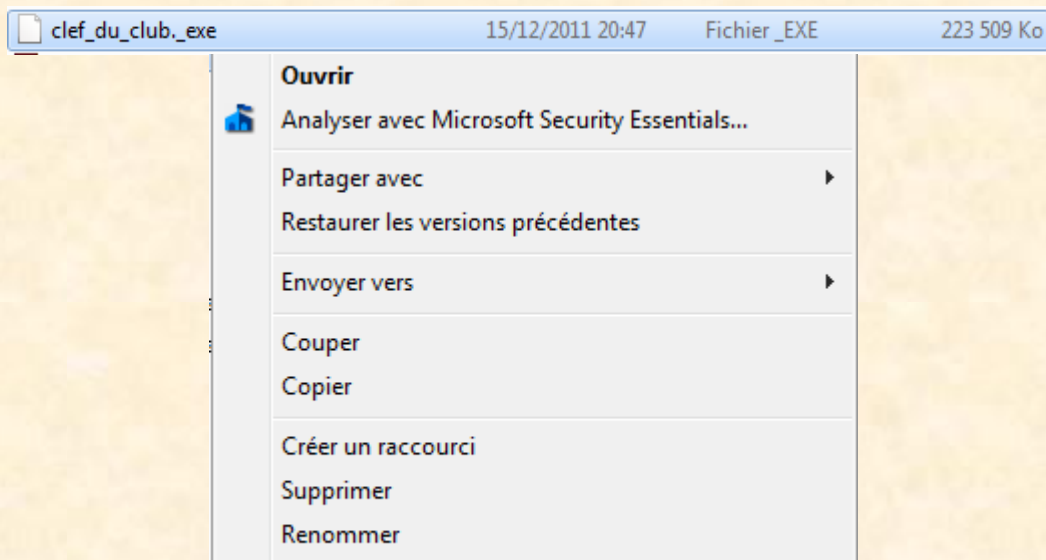 clef_du_club._exe 15/12/2011 20:47 Fichier _EXE 223 509 Ko
Ouvrir
Analyser avec Microsoft Security Essentials...
Partager avec
Restaurer les versions précédentes
Envoyer vers
Couper
Copier
Créer un raccourci
Supprimer
Renommer